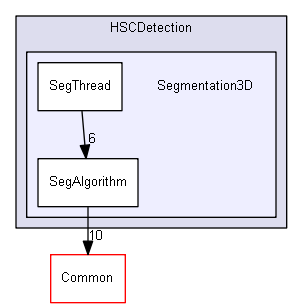 HSCDetection
SegThread
Segmentation3D
6
SegAlgorithm
10
Common